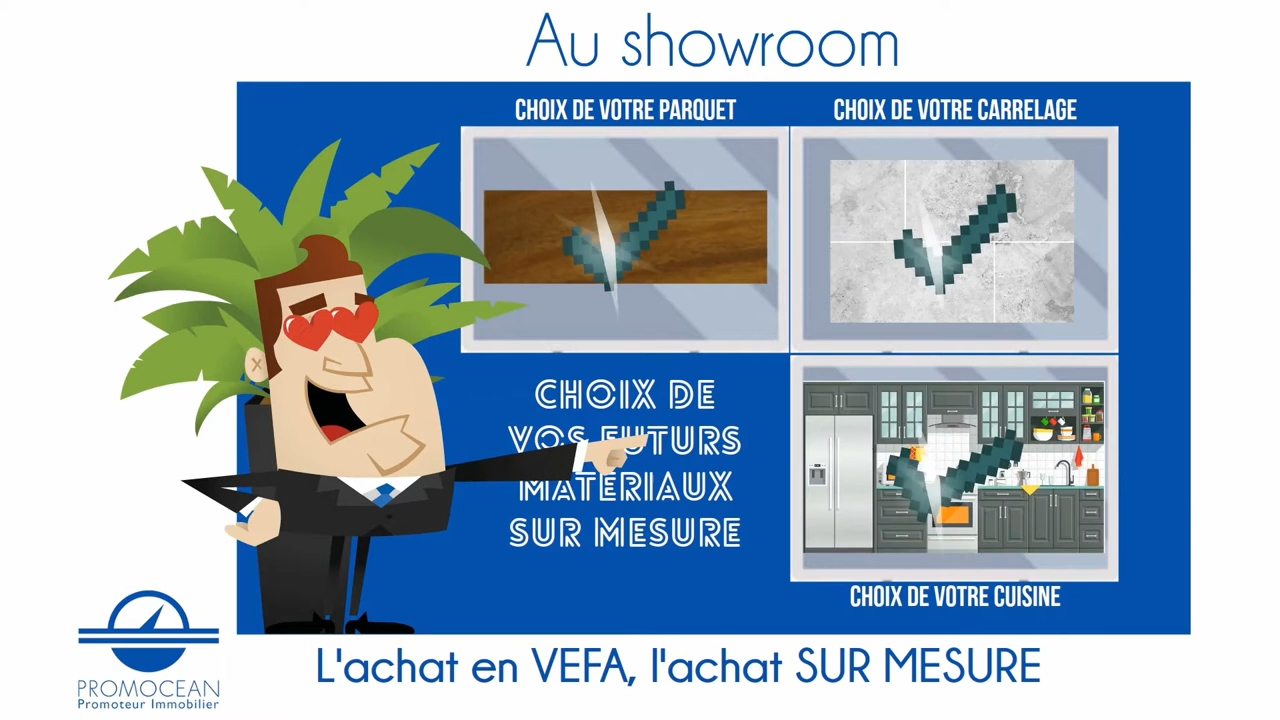 Au showroom
CHOIX DE VOTRE PARQUET
CHOIX DE VOTRE CARRELAGE
CHOIX DE
VOS FUTURS
MATERIAUX
SUR MESURE
CHOIX DE VOTRE CUISINE
L'achat en VEFA, l'achat SUR MESURE
PROMOCEAN
Promoteur Immobilier